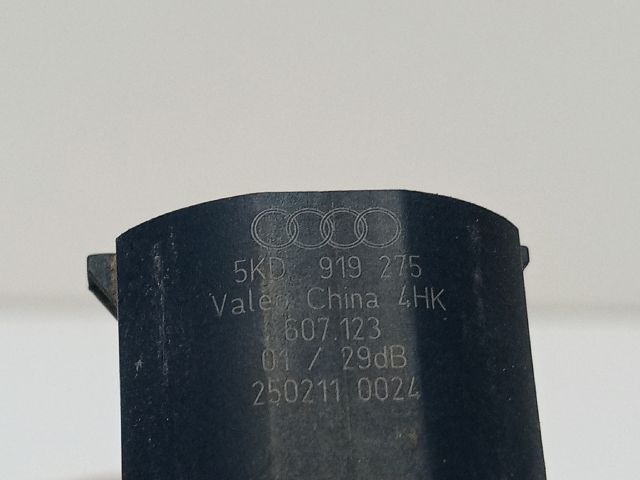 5KD 919 275
Valeo China 4HK
607.123
01 / 29dB
250211 0024